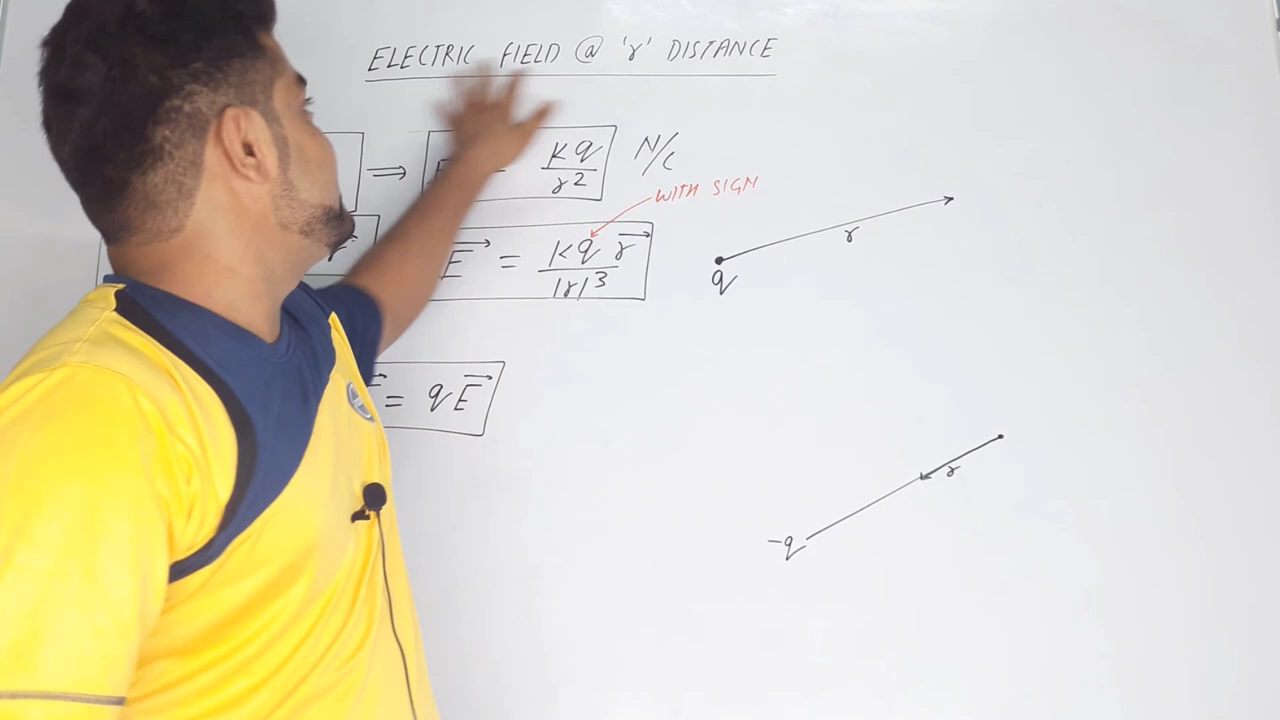 ELECTRIC FIELD @ 'r' DISTANCE
⇒ E = kq/r² N/C
WITH SIGN
E⃗ = kq r⃗/|r|³
= qE⃗
r
q
r
-q